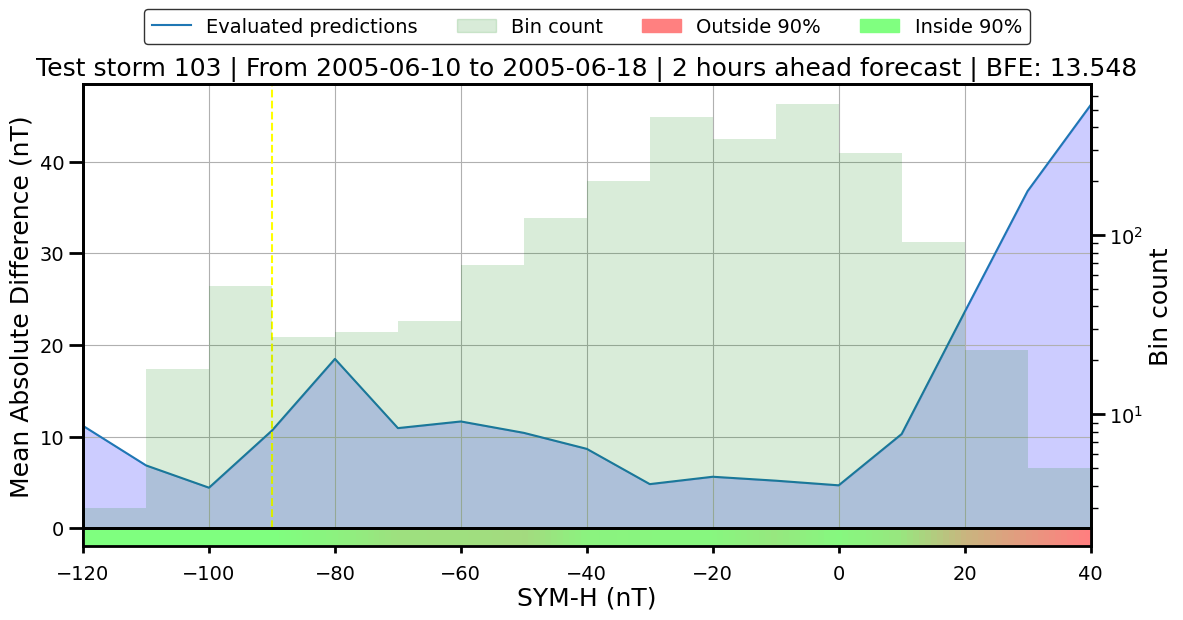 Evaluated predictions Bin count Outside 90% Inside 90%
Test storm 103 | From 2005-06-10 to 2005-06-18 | 2 hours ahead forecast | BFE: 13.548
Mean Absolute Difference (nT)
40
30
20
10
0
10²
10¹
Bin count
−120 −100 −80 −60 −40 −20 0 20 40
SYM-H (nT)